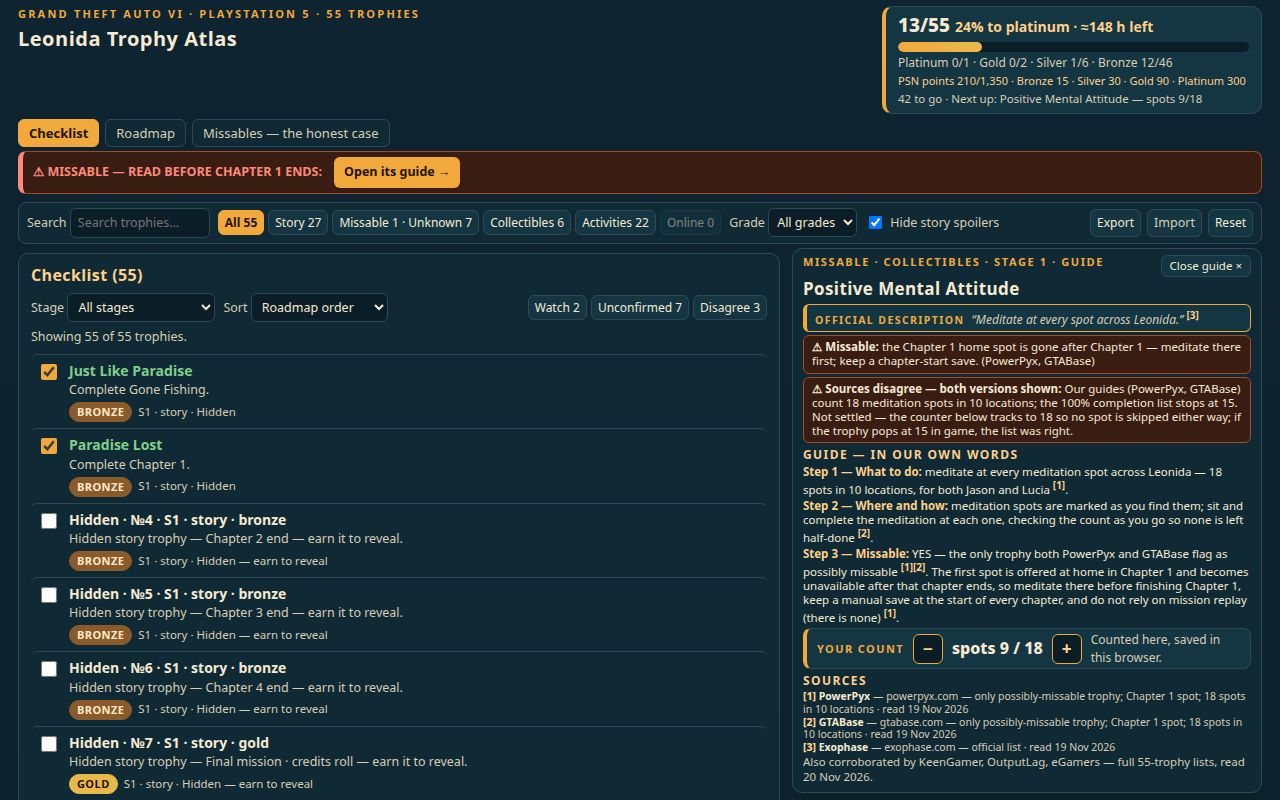 GRAND THEFT AUTO VI · PLAYSTATION 5 · 55 TROPHIES
Leonida Trophy Atlas
13/55 24% to platinum · ≈148 h left
Platinum 0/1 · Gold 0/2 · Silver 1/6 · Bronze 12/46
PSN points 210/1,350 · Bronze 15 · Silver 30 · Gold 90 · Platinum 300
42 to go · Next up: Positive Mental Attitude — spots 9/18
Checklist Roadmap Missables — the honest case
⚠ MISSABLE — READ BEFORE CHAPTER 1 ENDS: Open its guide →
Search Search trophies... All 55 Story 27 Missable 1 · Unknown 7 Collectibles 6 Activities 22 Online 0 Grade All grades Hide story spoilers Export Import Reset
Checklist (55)
Stage All stages Sort Roadmap order Watch 2 Unconfirmed 7 Disagree 3
Showing 55 of 55 trophies.
Just Like Paradise
Complete Gone Fishing.
BRONZE S1 · story · Hidden
Paradise Lost
Complete Chapter 1.
BRONZE S1 · story · Hidden
Hidden · №4 · S1 · story · bronze
Hidden story trophy — Chapter 2 end — earn it to reveal.
BRONZE S1 · story · Hidden — earn to reveal
Hidden · №5 · S1 · story · bronze
Hidden story trophy — Chapter 3 end — earn it to reveal.
BRONZE S1 · story · Hidden — earn to reveal
Hidden · №6 · S1 · story · bronze
Hidden story trophy — Chapter 4 end — earn it to reveal.
BRONZE S1 · story · Hidden — earn to reveal
Hidden · №7 · S1 · story · gold
Hidden story trophy — Final mission · credits roll — earn it to reveal.
GOLD S1 · story · Hidden — earn to reveal
MISSABLE · COLLECTIBLES · STAGE 1 · GUIDE
Close guide ×
Positive Mental Attitude
OFFICIAL DESCRIPTION “Meditate at every spot across Leonida.” [3]
⚠ Missable: the Chapter 1 home spot is gone after Chapter 1 — meditate there
first; keep a chapter-start save. (PowerPyx, GTABase)
⚠ Sources disagree — both versions shown: Our guides (PowerPyx, GTABase)
count 18 meditation spots in 10 locations; the 100% completion list stops at 15.
Not settled — the counter below tracks to 18 so no spot is skipped either way; if
the trophy pops at 15 in game, the list was right.
GUIDE — IN OUR OWN WORDS
Step 1 — What to do: meditate at every meditation spot across Leonida — 18
spots in 10 locations, for both Jason and Lucia [1].
Step 2 — Where and how: meditation spots are marked as you find them; sit and
complete the meditation at each one, checking the count as you go so none is left
half-done [2].
Step 3 — Missable: YES — the only trophy both PowerPyx and GTABase flag as
possibly missable [1][2]. The first spot is offered at home in Chapter 1 and becomes
unavailable after that chapter ends, so meditate there before finishing Chapter 1,
keep a manual save at the start of every chapter, and do not rely on mission replay
(there is none) [1].
YOUR COUNT − spots 9 / 18 + Counted here, saved in
this browser.
SOURCES
[1] PowerPyx — powerpyx.com — only possibly-missable trophy; Chapter 1 spot; 18 spots
in 10 locations · read 19 Nov 2026
[2] GTABase — gtabase.com — only possibly-missable trophy; Chapter 1 spot; 18 spots in
10 locations · read 19 Nov 2026
[3] Exophase — exophase.com — official list · read 19 Nov 2026
Also corroborated by KeenGamer, OutputLag, eGamers — full 55-trophy lists, read
20 Nov 2026.